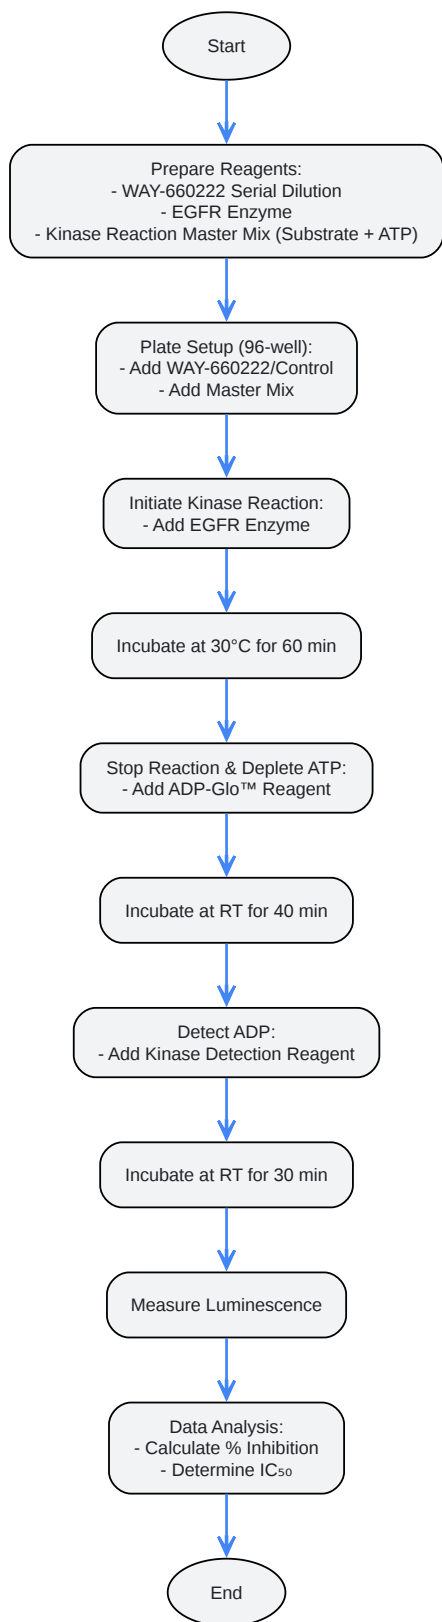 Start
Prepare Reagents:
- WAY-660222 Serial Dilution
- EGFR Enzyme
- Kinase Reaction Master Mix (Substrate + ATP)
Plate Setup (96-well):
- Add WAY-660222/Control
- Add Master Mix
Initiate Kinase Reaction:
- Add EGFR Enzyme
Incubate at 30°C for 60 min
Stop Reaction & Deplete ATP:
- Add ADP-Glo™ Reagent
Incubate at RT for 40 min
Detect ADP:
- Add Kinase Detection Reagent
Incubate at RT for 30 min
Measure Luminescence
Data Analysis:
- Calculate % Inhibition
- Determine IC₅₀
End